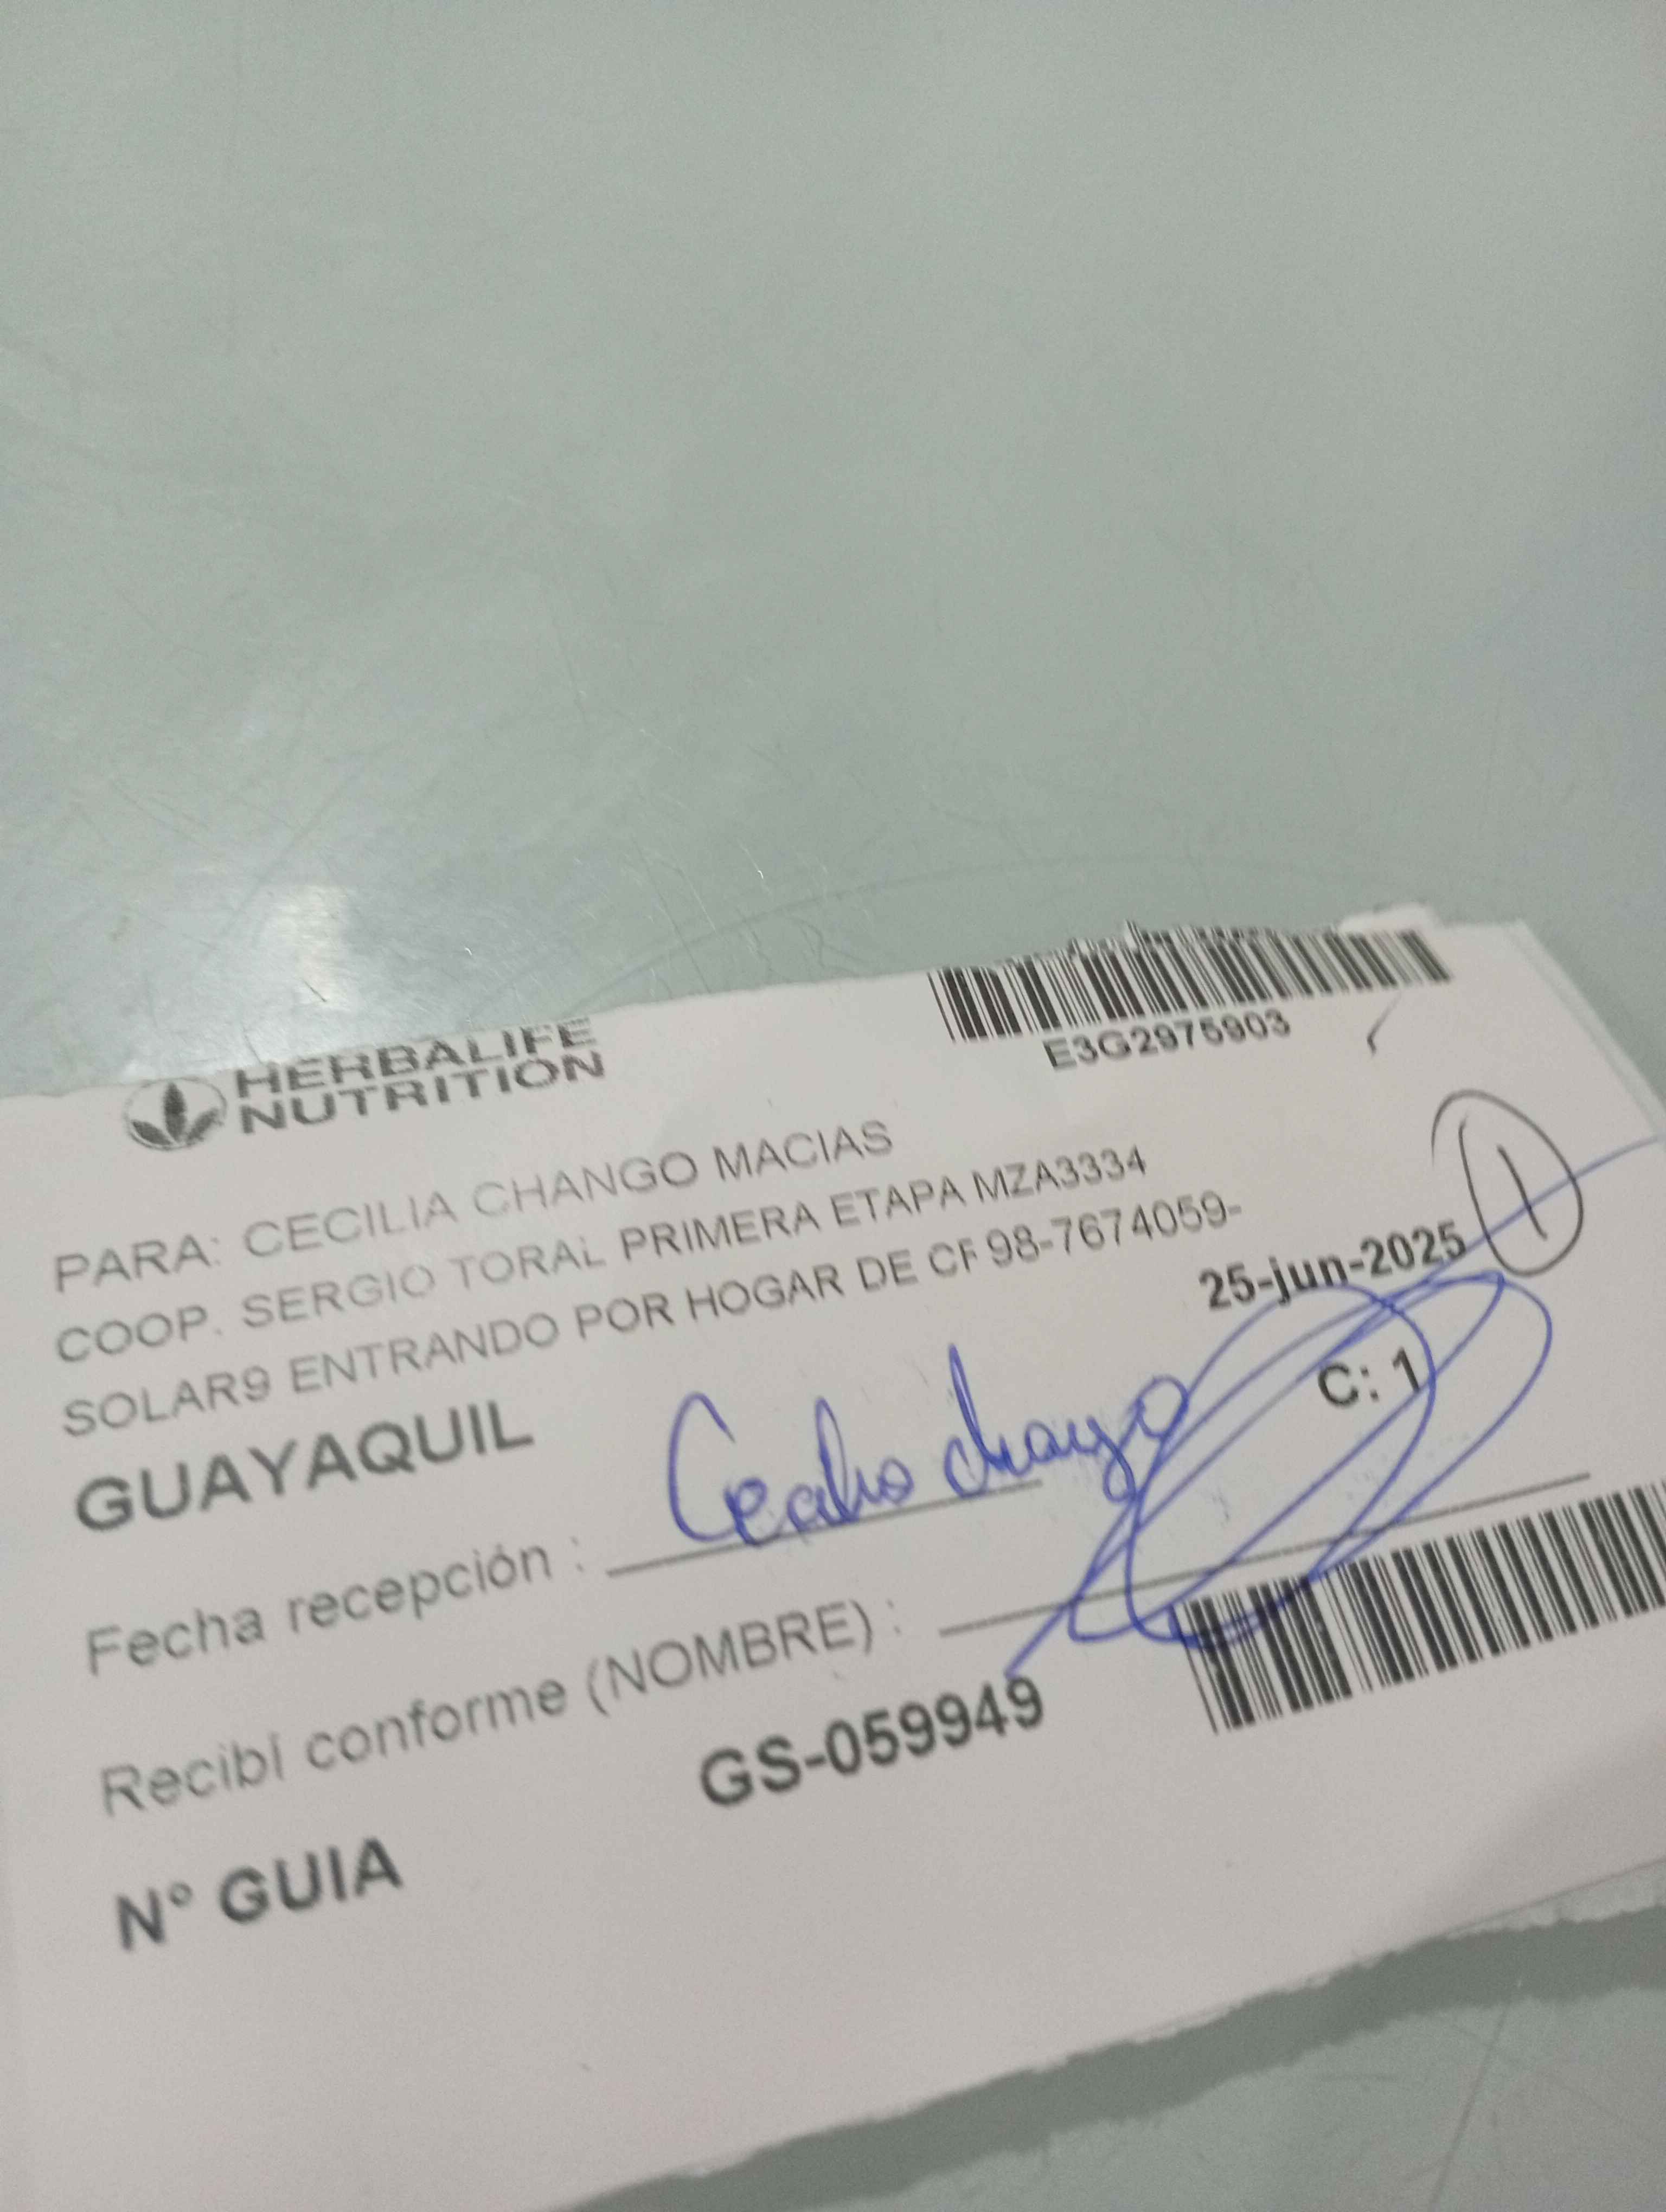 HERBALIFE
NUTRITION
E3G2975903
PARA: CECILIA CHANGO MACIAS
COOP. SERGIO TORAL PRIMERA ETAPA MZA3334
SOLAR9 ENTRANDO POR HOGAR DE CF 98-7674059-
1
25-jun-2025
GUAYAQUIL
C: 1
Fecha recepción :
Recibí conforme (NOMBRE) :
N° GUIA GS-059949